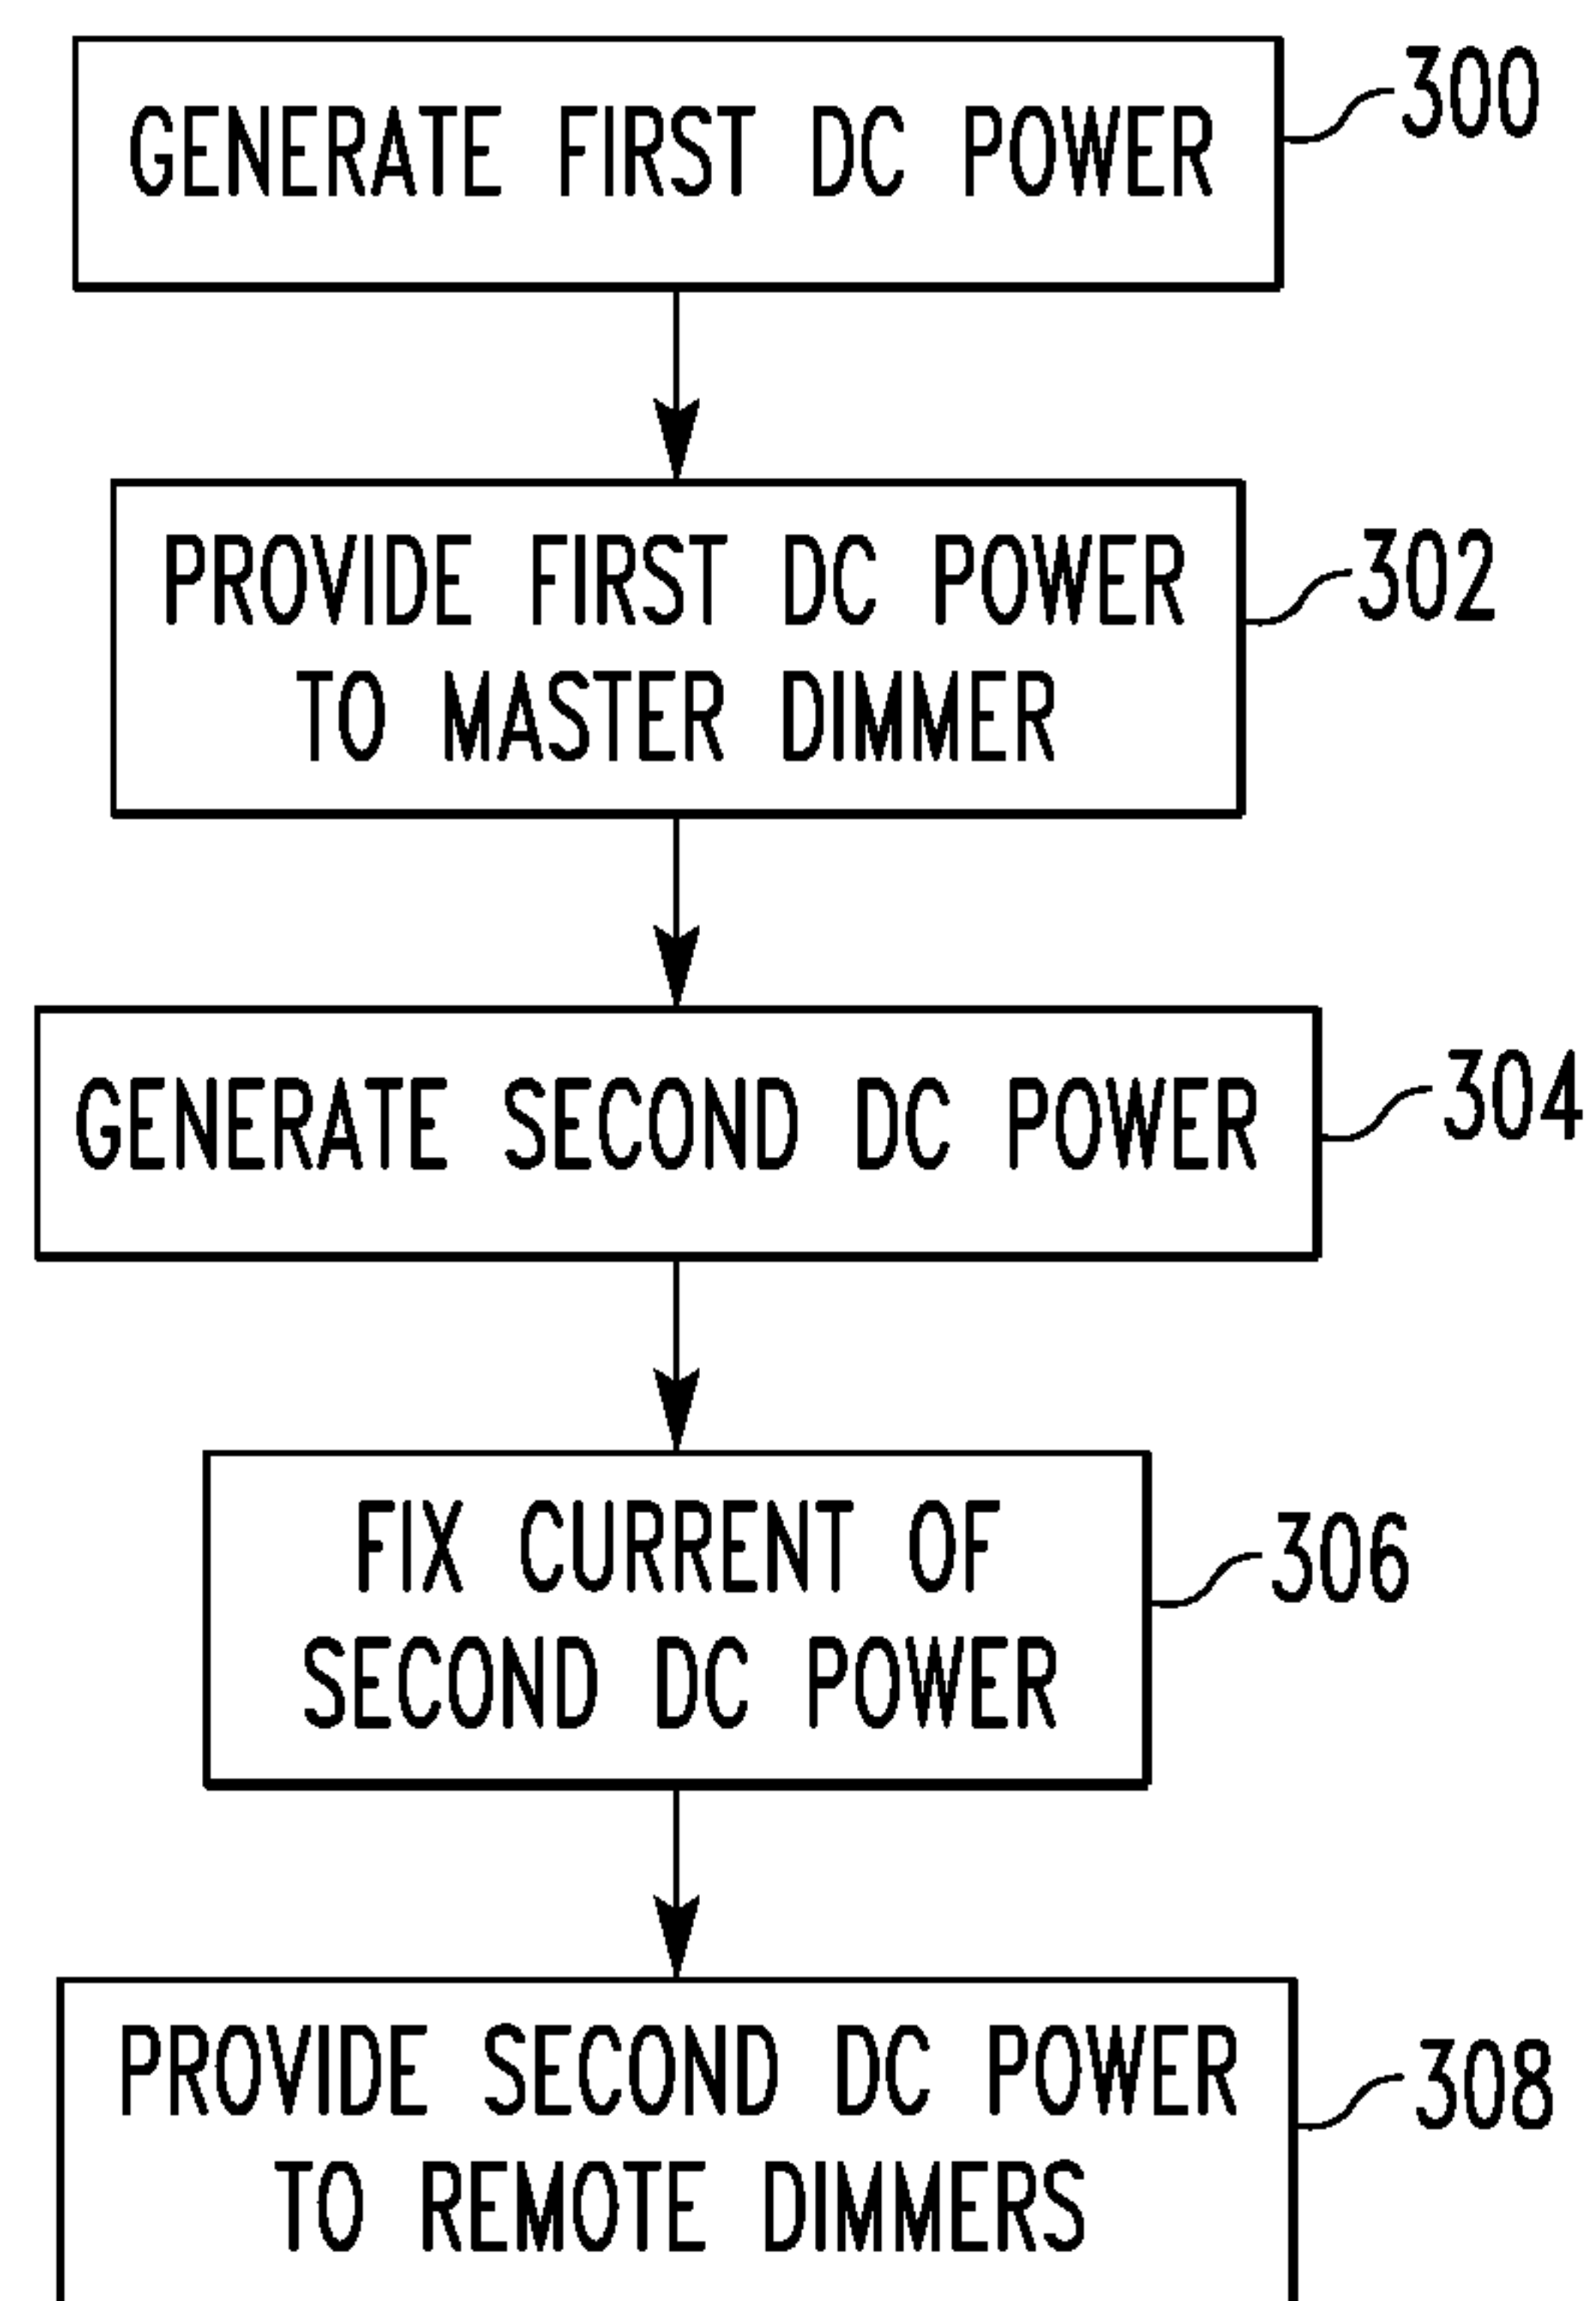 GENERATE FIRST DC POWER
300
PROVIDE FIRST DC POWER
TO MASTER DIMMER
302
GENERATE SECOND DC POWER
304
FIX CURRENT OF
SECOND DC POWER
306
PROVIDE SECOND DC POWER
TO REMOTE DIMMERS
308